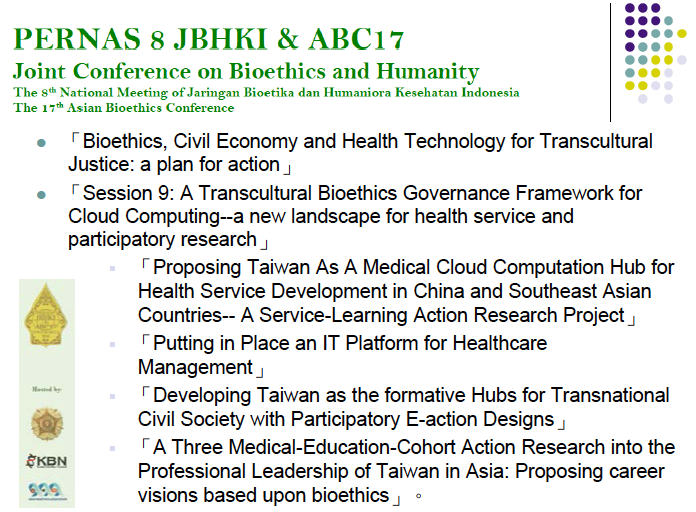 PERNAS 8 JBHKI & ABC17
Joint Conference on Bioethics and Humanity
The 8th National Meeting of Jaringan Bioetika dan Humaniora Kesehatan Indonesia
The 17th Asian Bioethics Conference
「Bioethics, Civil Economy and Health Technology for Transcultural
Justice: a plan for action」
「Session 9: A Transcultural Bioethics Governance Framework for
Cloud Computing--a new landscape for health service and
participatory research」
「Proposing Taiwan As A Medical Cloud Computation Hub for
Health Service Development in China and Southeast Asian
Countries-- A Service-Learning Action Research Project」
「Putting in Place an IT Platform for Healthcare
Management」
「Developing Taiwan as the formative Hubs for Transnational
Civil Society with Participatory E-action Designs」
「A Three Medical-Education-Cohort Action Research into the
Professional Leadership of Taiwan in Asia: Proposing career
visions based upon bioethics」。
Hosted by:
KBN